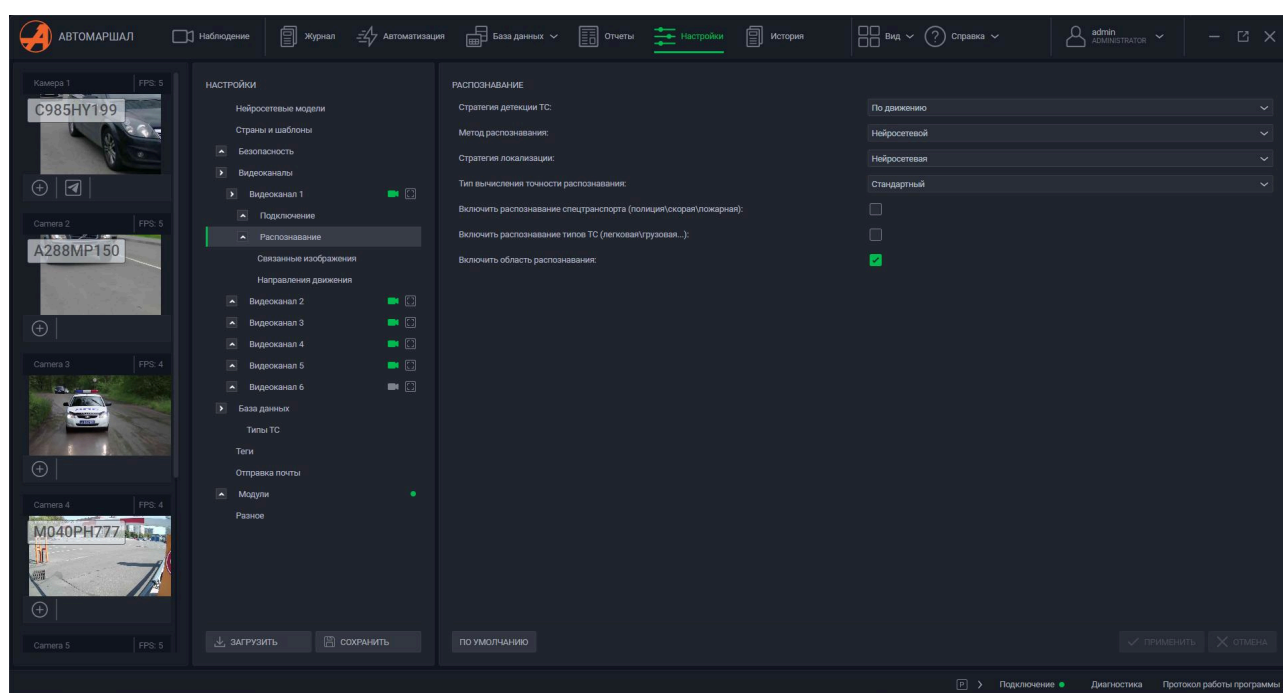 АВТОМАРШАЛ
Наблюдение
Журнал
Автоматизация
База данных
Отчеты
Настройки
История
Вид
Справка
admin
ADMINISTRATOR
Камера 1 FPS: 5
C985HY199
Camera 2 FPS: 5
A288MP150
Camera 3 FPS: 4
Camera 4 FPS: 4
M040PH777
Camera 5 FPS: 5
НАСТРОЙКИ
Нейросетевые модели
Страны и шаблоны
Безопасность
Видеоканалы
Видеоканал 1
Подключение
Распознавание
Связанные изображения
Направления движения
Видеоканал 2
Видеоканал 3
Видеоканал 4
Видеоканал 5
Видеоканал 6
База данных
Типы ТС
Теги
Отправка почты
Модули
Разное
ЗАГРУЗИТЬ
СОХРАНИТЬ
РАСПОЗНАВАНИЕ
Стратегия детекции ТС: По движению
Метод распознавания: Нейросетевой
Стратегия локализации: Нейросетевая
Тип вычисления точности распознавания: Стандартный
Включить распознавание спецтранспорта (полиция\скорая\пожарная):
Включить распознавание типов ТС (легковая\грузовая...):
Включить область распознавания:
ПО УМОЛЧАНИЮ
ПРИМЕНИТЬ
ОТМЕНА
P
Подключение
Диагностика
Протокол работы программы